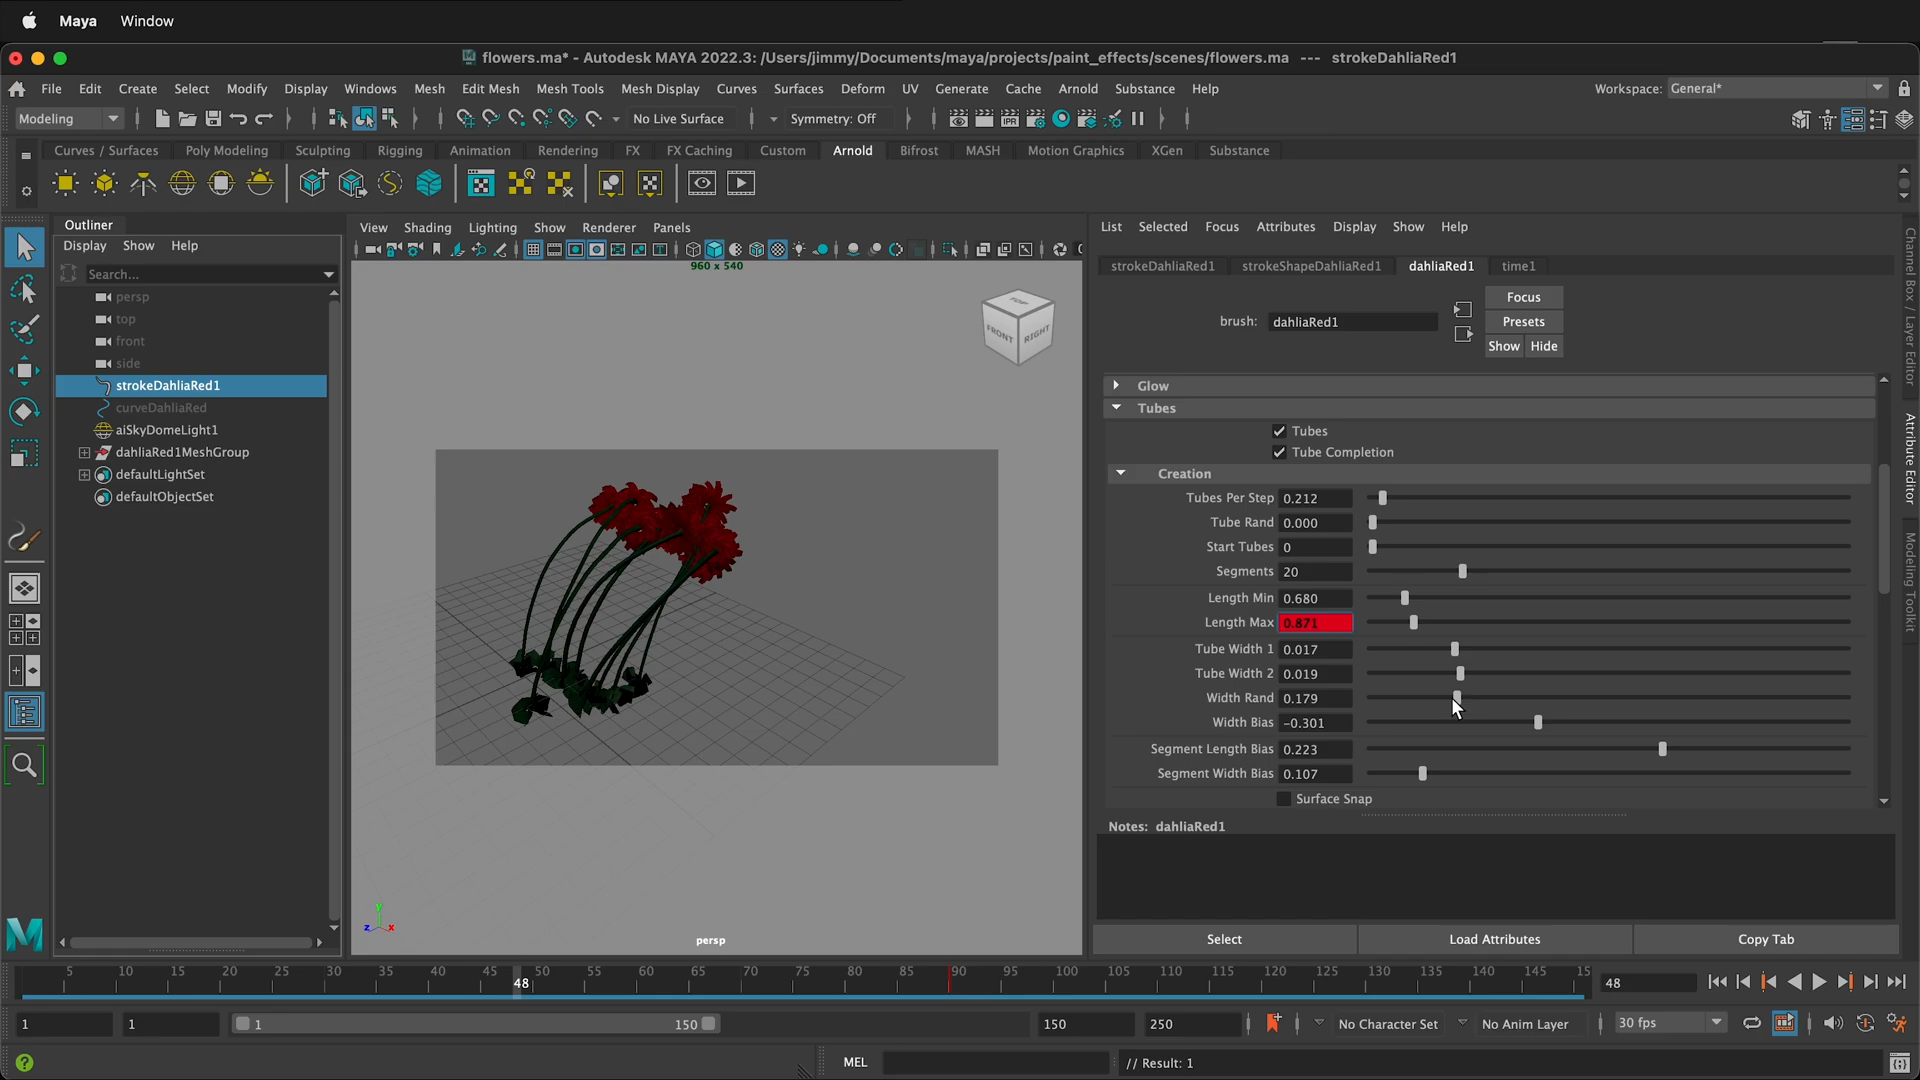 Maya Window
flowers.ma* - Autodesk MAYA 2022.3: /Users/jimmy/Documents/maya/projects/paint_effects/scenes/flowers.ma --- strokeDahliaRed1
File Edit Create Select Modify Display Windows Mesh Edit Mesh Mesh Tools Mesh Display Curves Surfaces Deform UV Generate Cache Arnold Substance Help Workspace: General*
Modeling No Live Surface Symmetry: Off
Curves / Surfaces Poly Modeling Sculpting Rigging Animation Rendering FX FX Caching Custom Arnold Bifrost MASH Motion Graphics XGen Substance
Outliner
Display Show Help
Search...
persp
top
front
side
strokeDahliaRed1
curveDahliaRed
aiSkyDomeLight1
dahliaRed1MeshGroup
defaultLightSet
defaultObjectSet
View Shading Lighting Show Renderer Panels
960 x 540
TOP
FRONT RIGHT
y
z x
persp
List Selected Focus Attributes Display Show Help
strokeDahliaRed1 strokeShapeDahliaRed1 dahliaRed1 time1
brush: dahliaRed1
Focus
Presets
Show Hide
Glow
Tubes
Tubes
Tube Completion
Creation
Tubes Per Step 0.212
Tube Rand 0.000
Start Tubes 0
Segments 20
Length Min 0.680
Length Max 0.871
Tube Width 1 0.017
Tube Width 2 0.019
Width Rand 0.179
Width Bias -0.301
Segment Length Bias 0.223
Segment Width Bias 0.107
Surface Snap
Notes: dahliaRed1
Select Load Attributes Copy Tab
Channel Box / Layer Editor
Attribute Editor
Modeling Toolkit
5 10 15 20 25 30 35 40 45 50 55 60 65 70 75 80 85 90 95 100 105 110 115 120 125 130 135 140 145 15
48
48
1 1 1 150 150 250 No Character Set No Anim Layer 30 fps
MEL // Result: 1